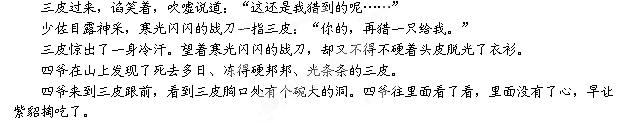 三皮过来，谄笑着，吹嘘说道：“这还是我猎到的呢……”
少佐目露神采，寒光闪闪的战刀一指三皮：“你的，再猎一只给我。”
三皮惊出了一身冷汗。望着寒光闪闪的战刀，却又不得不硬着头皮脱光了衣衫。
四爷在山上发现了死去多日、冻得硬邦邦、光条条的三皮。
四爷来到三皮跟前，看到三皮胸口处有个碗大的洞。四爷往里面看了看，里面没有了心，早让
紫貂掏吃了。